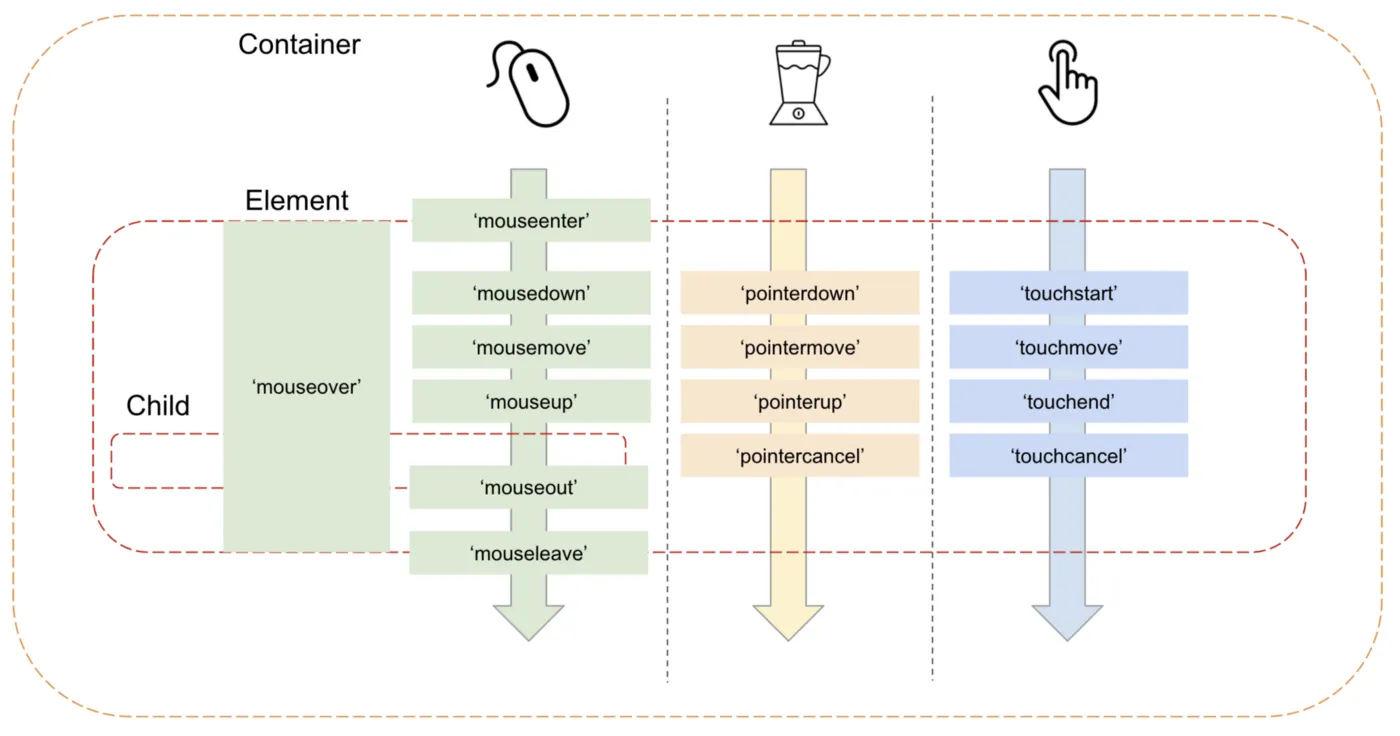 Container
Element
‘mouseenter’
‘mousedown’
‘pointerdown’
‘touchstart’
‘mousemove’
‘pointermove’
‘touchmove’
‘mouseover’
Child
‘mouseup’
‘pointerup’
‘touchend’
‘pointercancel’
‘touchcancel’
‘mouseout’
‘mouseleave’